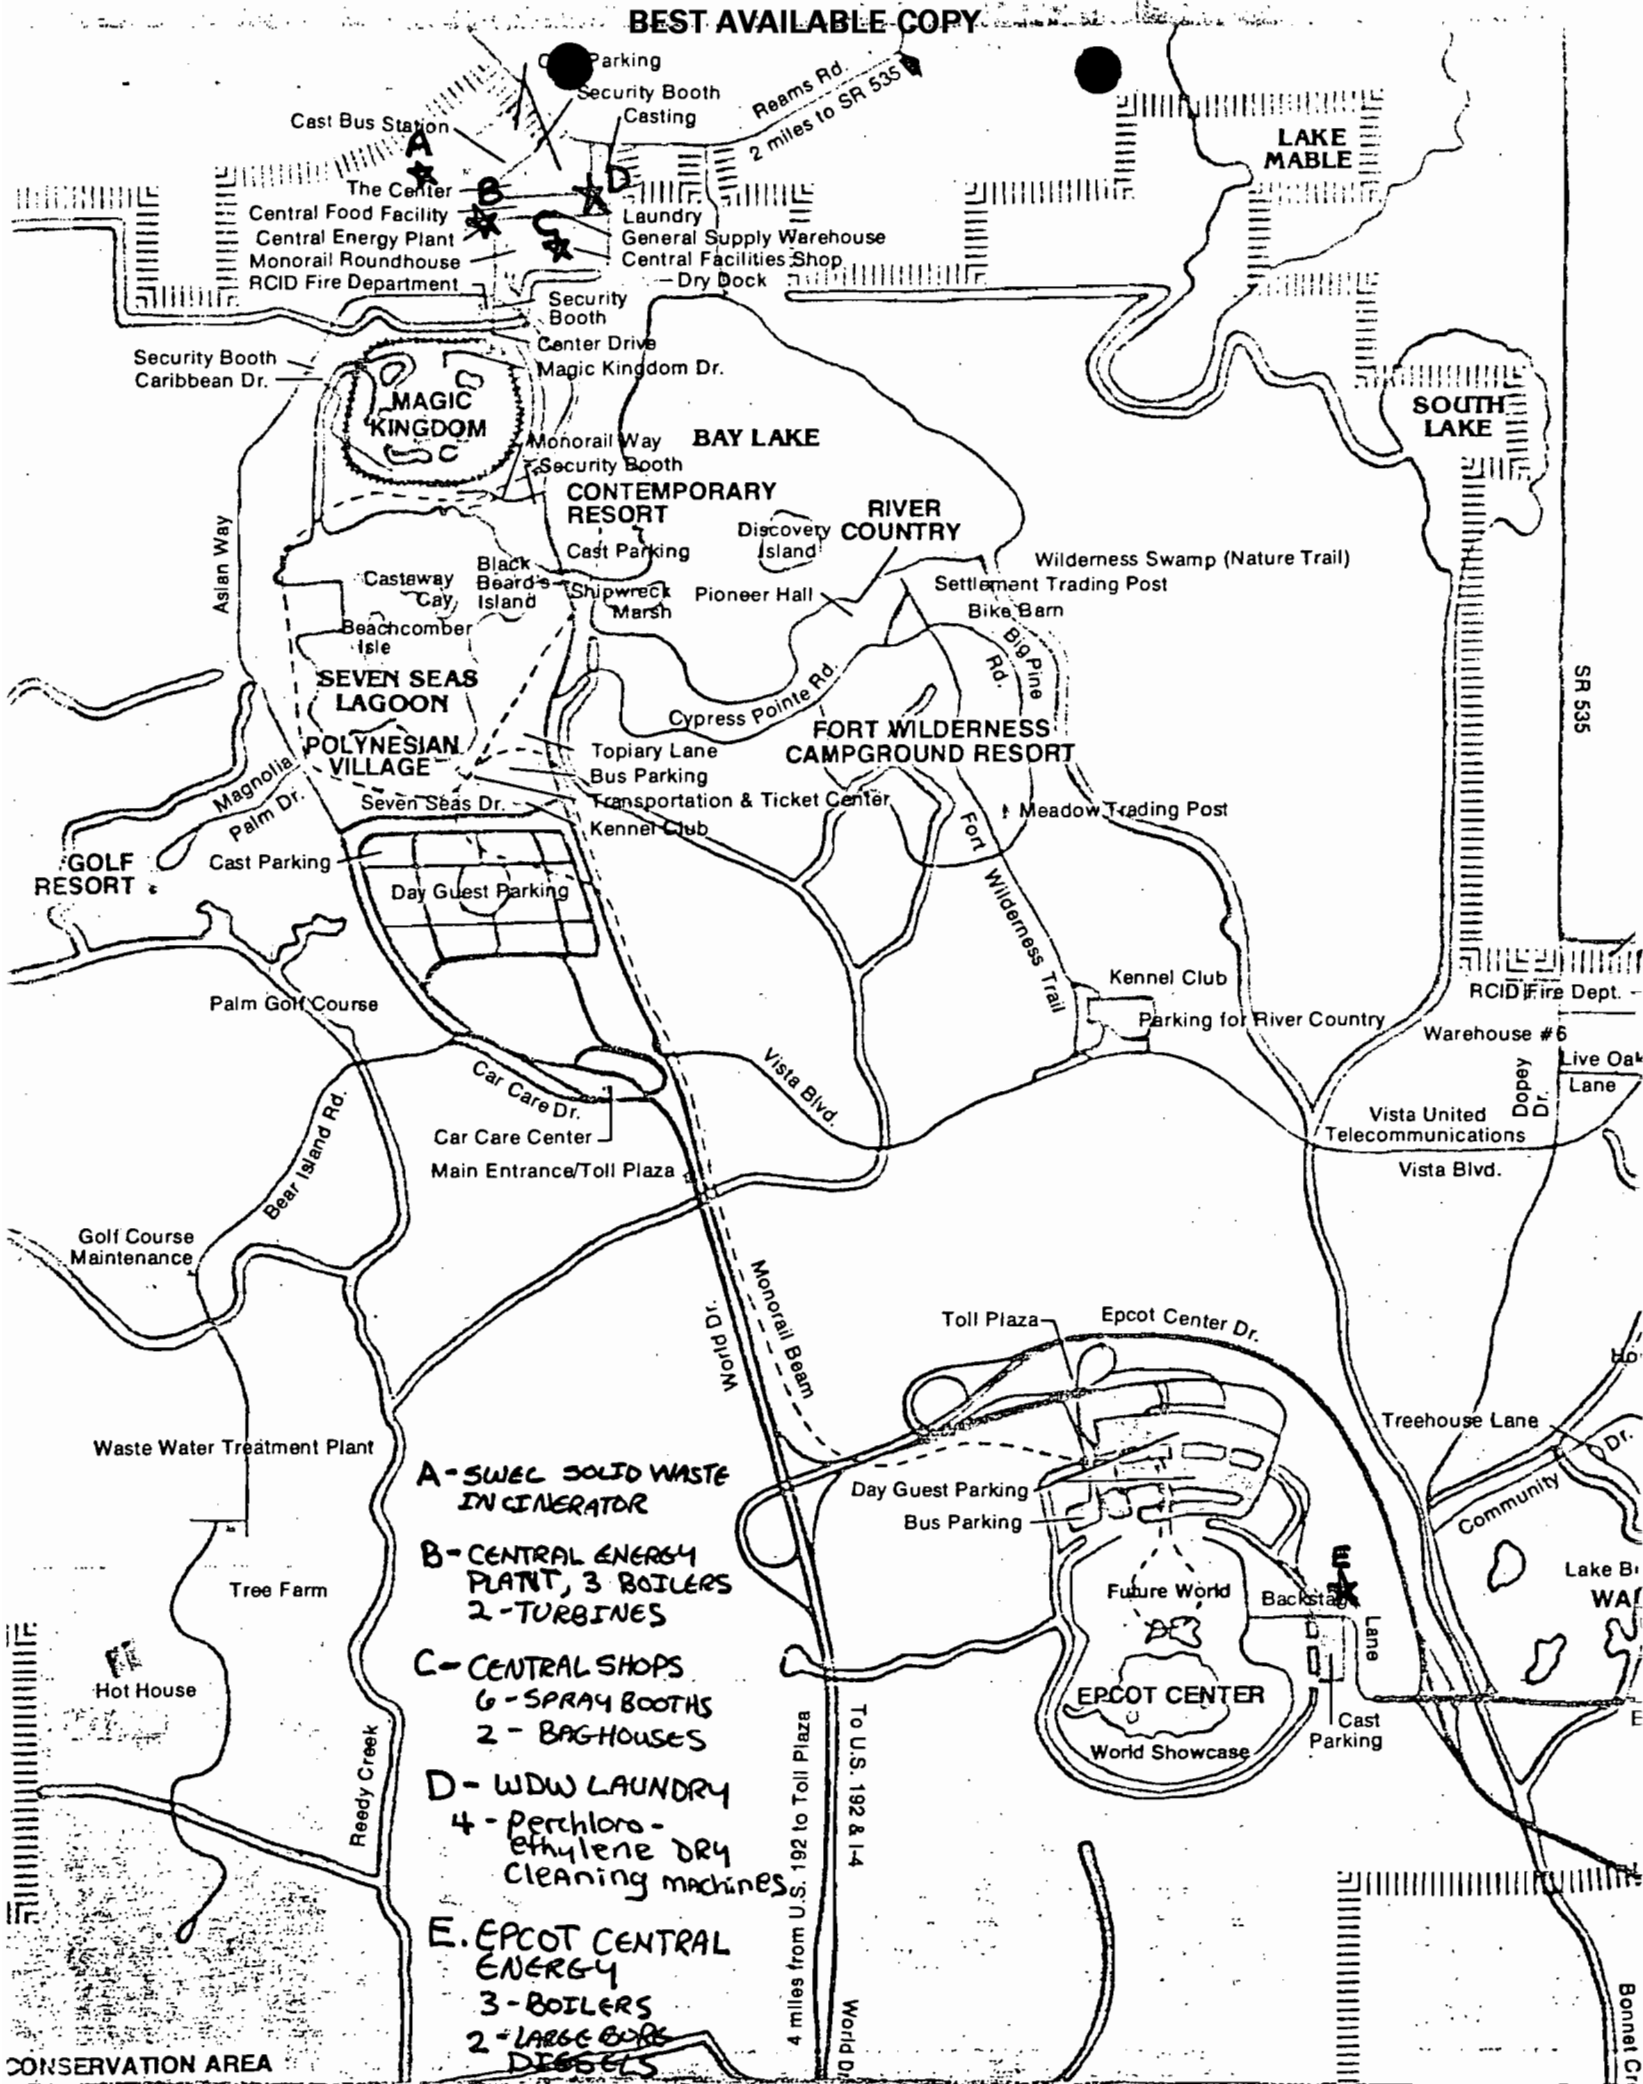 BEST AVAILABLE COPY
Parking
Security Booth
Casting
Reams Rd.
2 miles to SR 535
Cast Bus Station
A
LAKE
MABLE
The Center
B
D
Central Food Facility
C
Laundry
Central Energy Plant
General Supply Warehouse
Monorail Roundhouse
Central Facilities Shop
RCID Fire Department
Dry Dock
Security
Booth
Center Drive
Security Booth
Caribbean Dr.
Magic Kingdom Dr.
MAGIC
KINGDOM
SOUTH
LAKE
Monorail Way
BAY LAKE
Security Booth
CONTEMPORARY
RESORT
RIVER
COUNTRY
Discovery
Island
Asian Way
Cast Parking
Wilderness Swamp (Nature Trail)
Castaway
Cay
Black
Beard's
Island
Shipwreck
Marsh
Pioneer Hall
Settlement Trading Post
Bike Barn
Beachcomber
Isle
Big Pine
Rd.
SEVEN SEAS
LAGOON
SR 535
Cypress Pointe Rd.
FORT WILDERNESS
CAMPGROUND RESORT
POLYNESIAN
VILLAGE
Topiary Lane
Bus Parking
Magnolia
Palm Dr.
Seven Seas Dr.
Transportation & Ticket Center
Meadow Trading Post
Kennel Club
GOLF
RESORT
Cast Parking
Day Guest Parking
Fort Wilderness Trail
Palm Golf Course
Kennel Club
RCID Fire Dept.
Parking for River Country
Warehouse #6
Car Care Dr.
Vista Blvd.
Live Oak
Lane
Dopey
Dr.
Bear Island Rd.
Car Care Center
Vista United
Telecommunications
Main Entrance/Toll Plaza
Vista Blvd.
Golf Course
Maintenance
Monorail Beam
World Dr.
Toll Plaza
Epcot Center Dr.
Ho
Treehouse Lane
Dr.
Waste Water Treatment Plant
A-SWEC SOLID WASTE
INCINERATOR
Day Guest Parking
Bus Parking
Community
B-CENTRAL ENERGY
PLANT, 3 BOILERS
2-TURBINES
E
Tree Farm
Future World
Backstage
Lane
Lake B
WA
C-CENTRAL SHOPS
6-SPRAY BOOTHS
2-BAGHOUSES
Hot House
EPCOT CENTER
Cast
Parking
E
World Showcase
Reedy Creek
D-WDW LAUNDRY
4-Perchloro-
ethylene DRY
Cleaning machines
4 miles from U.S. 192 to Toll Plaza
To U.S. 192 & I-4
E. EPCOT CENTRAL
ENERGY
3-BOILERS
2-LARGE BORE
DIESELS
World Dr
Bonnet Cr
CONSERVATION AREA